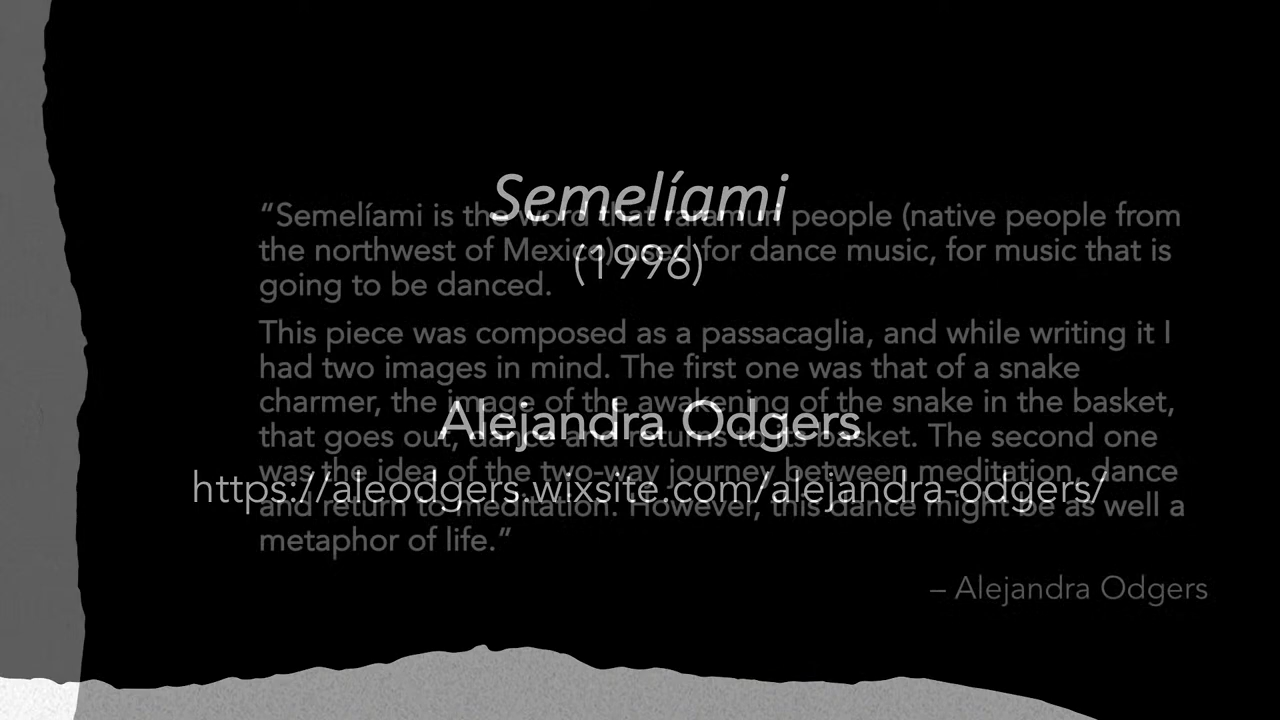 Semelíami
(1996)
Alejandra Odgers
https://aleodgers.wixsite.com/alejandra-odgers/
“Semelíami is the word that rarámuri people (native people from
the northwest of Mexico) used for dance music, for music that is
going to be danced.
This piece was composed as a passacaglia, and while writing it I
had two images in mind. The first one was that of a snake
charmer, the image of the awakening of the snake in the basket,
that goes out, dance and returns to its basket. The second one
was the idea of the two-way journey between meditation, dance
and return to meditation. However, this dance might be as well a
metaphor of life.”
– Alejandra Odgers